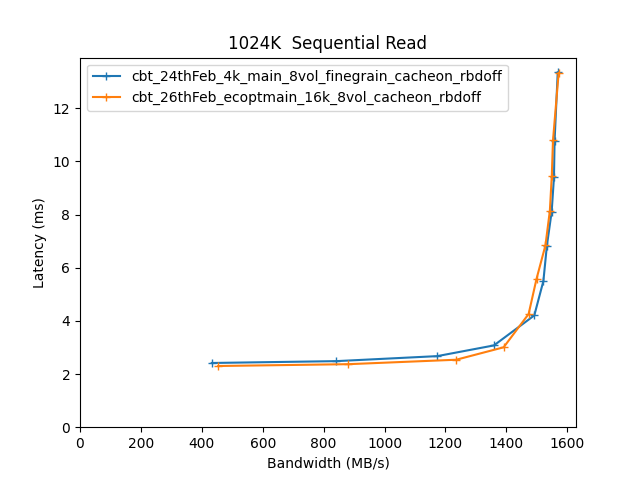 1024K  Sequential Read
cbt_24thFeb_4k_main_8vol_finegrain_cacheon_rbdoff
cbt_26thFeb_ecoptmain_16k_8vol_cacheon_rbdoff
Latency (ms)
12
10
8
6
4
2
0
0 200 400 600 800 1000 1200 1400 1600
Bandwidth (MB/s)